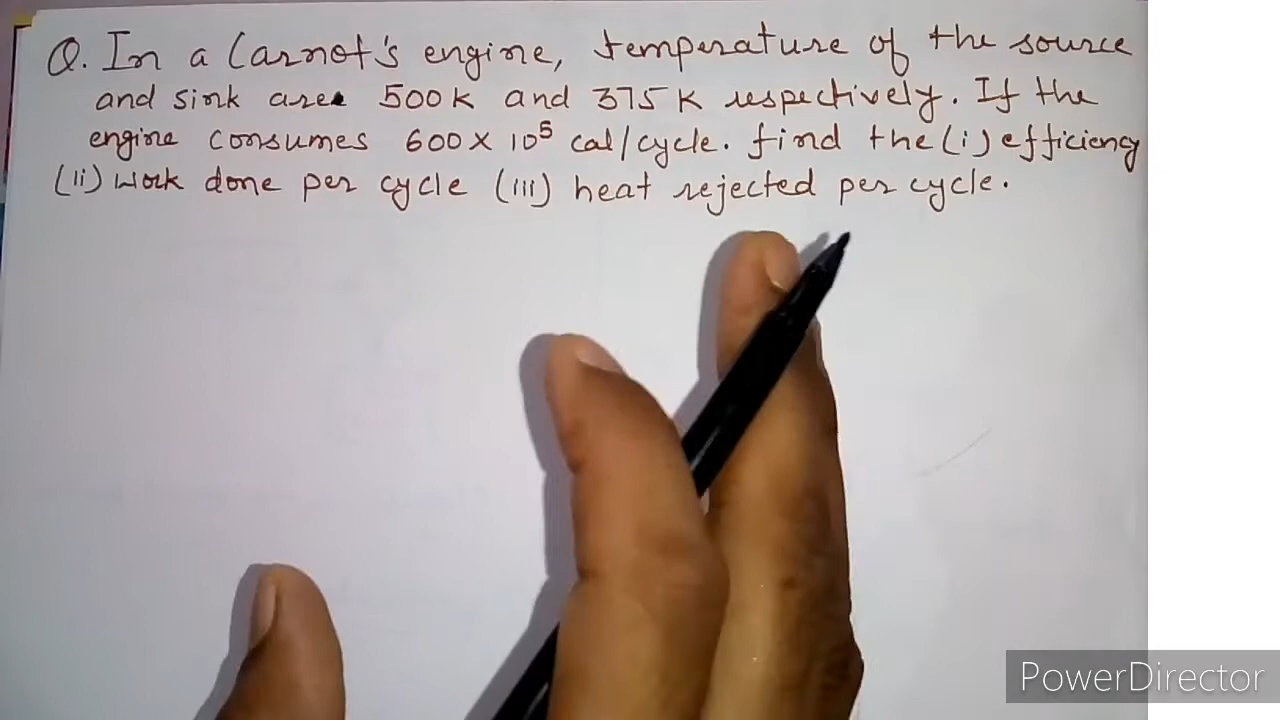 Q. In a Carnot's engine, temperature of the source
and sink are 500K and 375K respectively. If the
engine consumes 600 × 10⁵ cal/cycle. find the (i) efficiency
(ii) Work done per cycle (iii) heat rejected per cycle.
PowerDirector